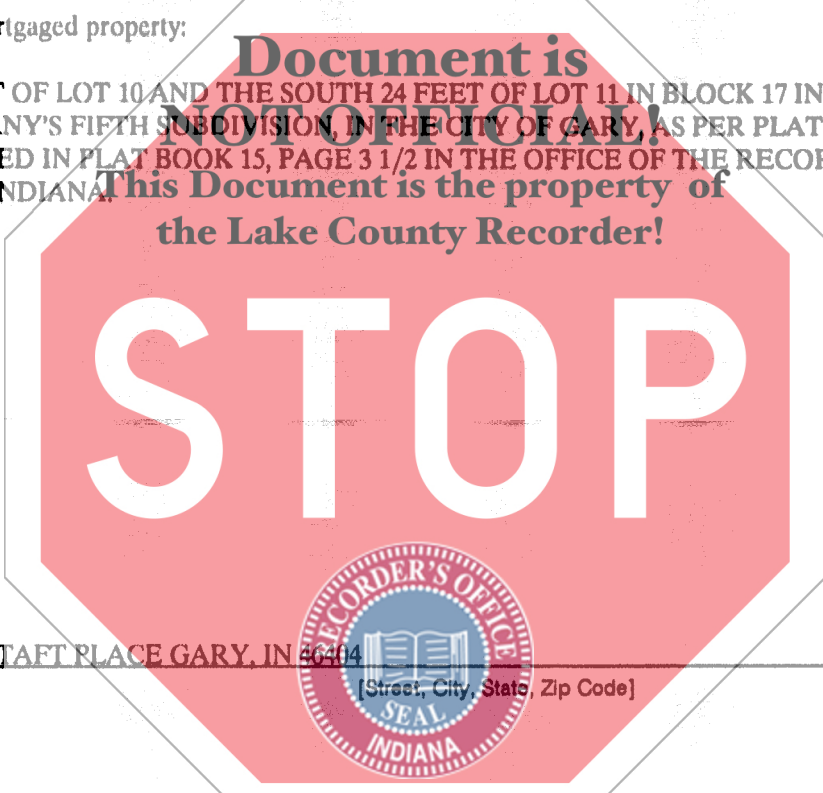 rtgaged property:
Document is
OF LOT 10 AND THE SOUTH 24 FEET OF LOT 11 IN BLOCK 17 IN
NOT OFFICIAL!
NY'S FIFTH SUBDIVISION, IN THE CITY OF GARY, AS PER PLAT
ED IN PLAT BOOK 15, PAGE 3 1/2 IN THE OFFICE OF THE RECOR
NDIANA.
This Document is the property of
the Lake County Recorder!
STOP
TAFT PLACE GARY, IN 46404
[Street, City, State, Zip Code]
RECORDER'S OFFICE
SEAL
INDIANA